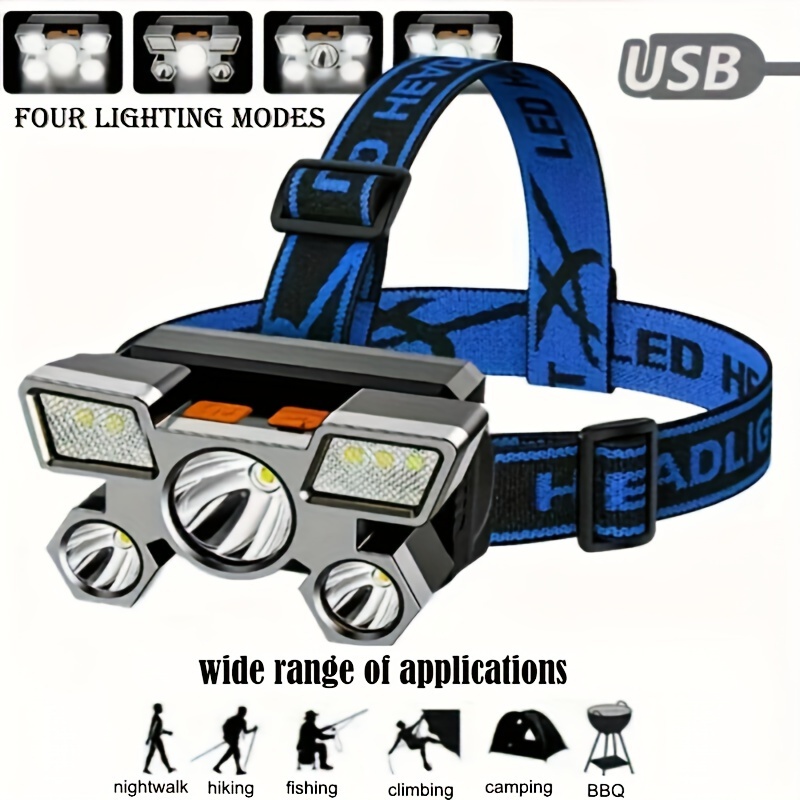 USB
FOUR LIGHTING MODES
LED HEAD
LED H
LED HE
HEADLIG
wide range of applications
nightwalk hiking fishing climbing camping BBQ